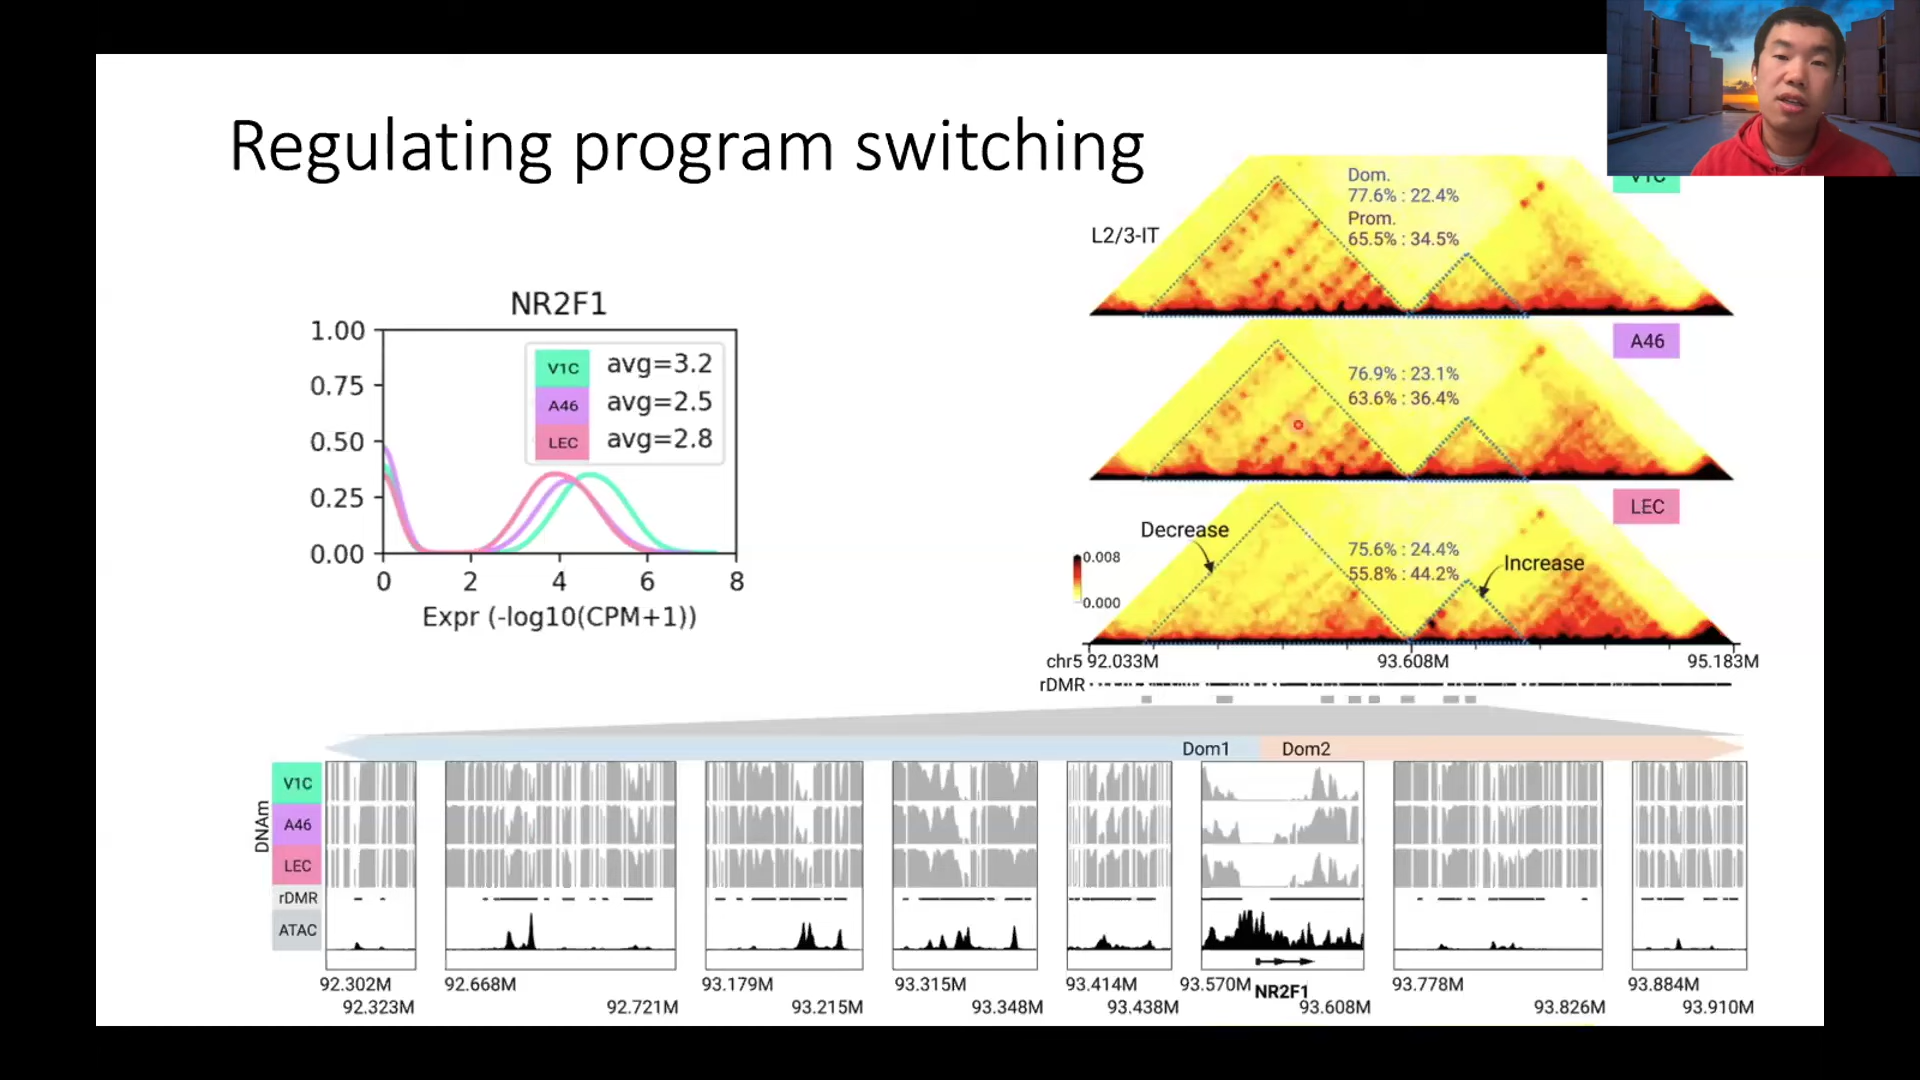 Regulating program switching
L2/3-IT
Dom.
77.6% : 22.4%
Prom.
65.5% : 34.5%
V1C
A46
76.9% : 23.1%
63.6% : 36.4%
LEC
Decrease
75.6% : 24.4%
55.8% : 44.2%
Increase
0.008
0.000
chr5 92.033M
93.608M
95.183M
rDMR
NR2F1
1.00
0.75
0.50
0.25
0.00
V1C avg=3.2
A46 avg=2.5
LEC avg=2.8
0 2 4 6 8
Expr (-log10(CPM+1))
Dom1 Dom2
DNAm
V1C
A46
LEC
rDMR
ATAC
92.302M 92.668M 93.179M 93.315M 93.414M 93.570M NR2F1 93.778M 93.884M
92.323M 92.721M 93.215M 93.348M 93.438M 93.608M 93.826M 93.910M